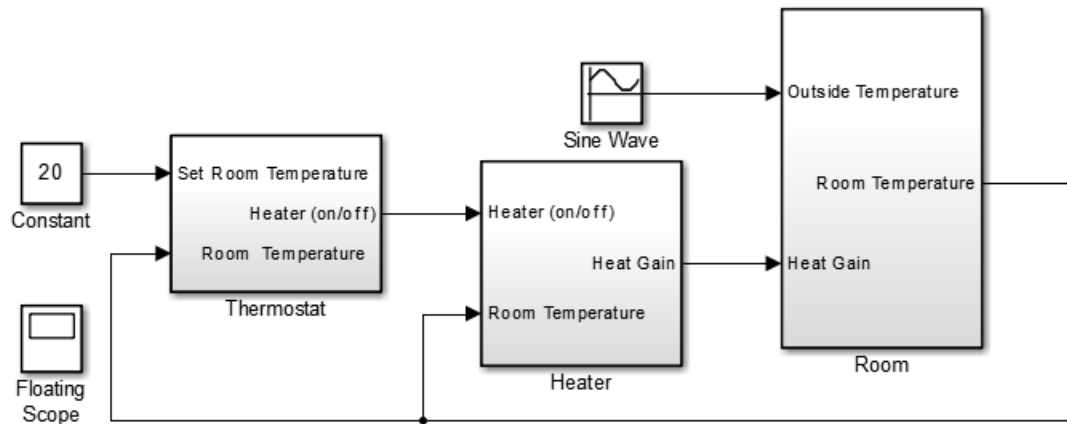 Outside Temperature
Sine Wave
20
Set Room Temperature
Constant
Heater (on/off)
Heater (on/off)
Room Temperature
Room Temperature
Heat Gain
Heat Gain
Thermostat
Room Temperature
Room
Heater
Floating
Scope